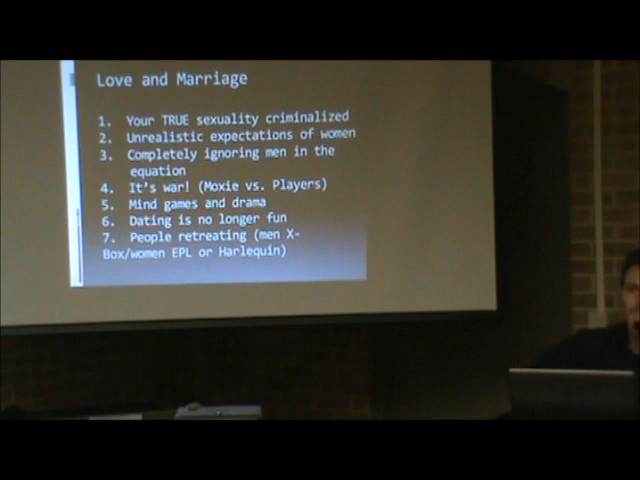 Love and Marriage
1. Your TRUE sexuality criminalized
2. Unrealistic expectations of women
3. Completely ignoring men in the
equation
4. It's war! (Moxie vs. Players)
5. Mind games and drama
6. Dating is no longer fun
7. People retreating (men X-
Box/women EPL or Harlequin)